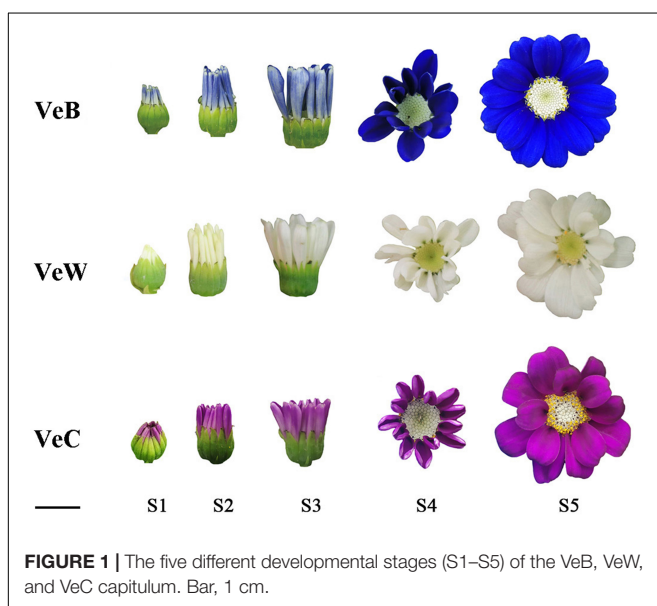 VeB
VeW
VeC
S1 S2 S3 S4 S5
FIGURE 1 | The five different developmental stages (S1–S5) of the VeB, VeW,
and VeC capitulum. Bar, 1 cm.